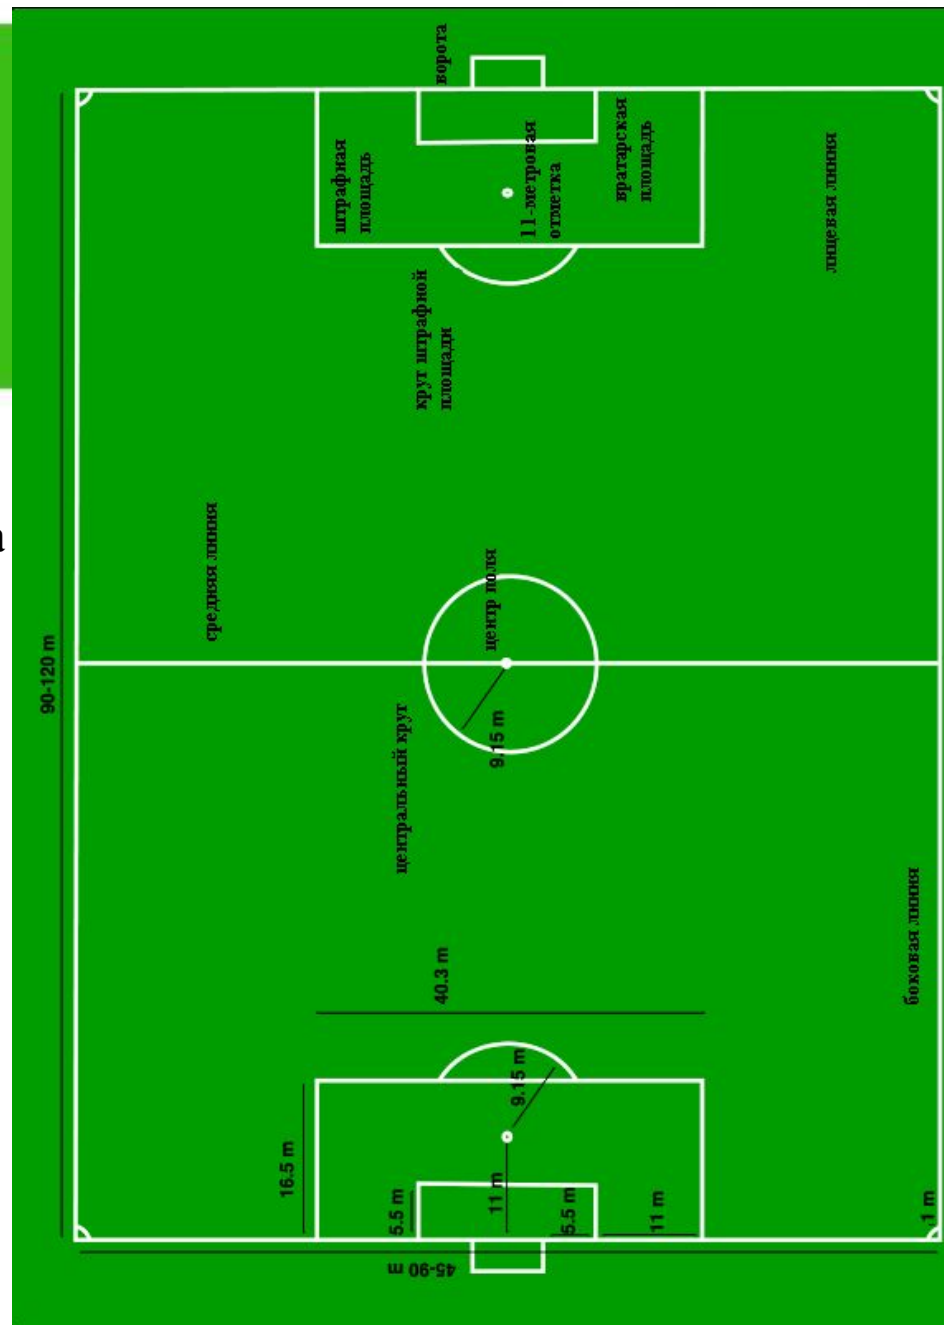 ворота
штрафная
площадь
11-метровая
отметка
вратарская
площадь
лицевая линия
круг штрафной
площади
средняя линия
а
центр поля
90-120 m
9.15 m
центральный круг
боковая линия
40.3 m
9.15 m
16.5 m
5.5 m
11 m
5.5 m
11 m
1 m
45-90 m